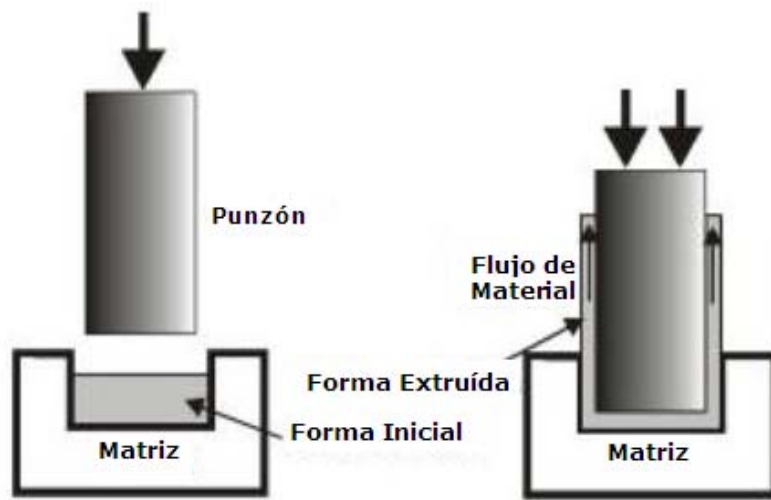 Punzón
Flujo de
Material
Forma Extruída
Forma Inicial
Matriz
Matriz